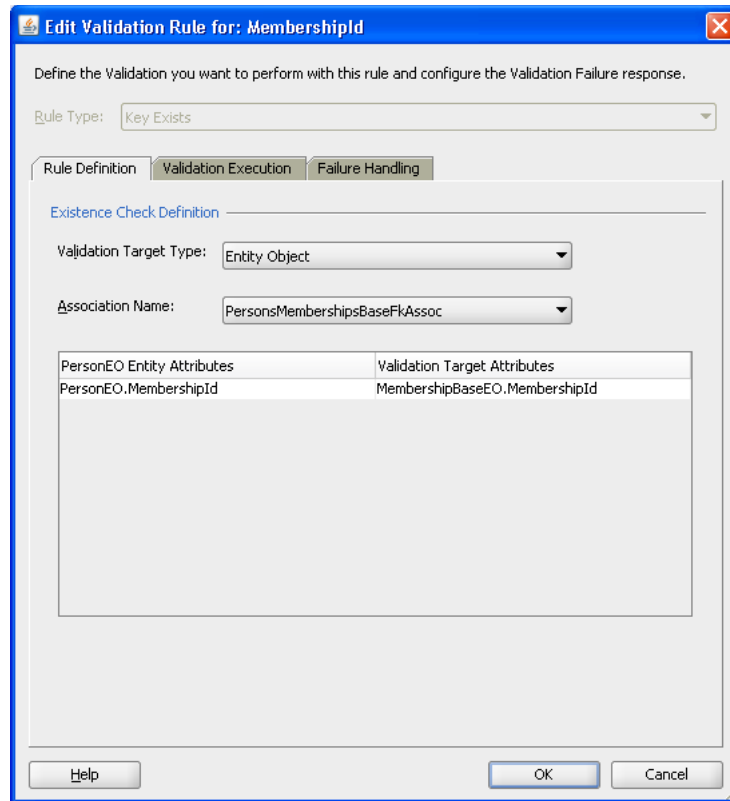 Edit Validation Rule for: MembershipId
Define the Validation you want to perform with this rule and configure the Validation Failure response.
Rule Type: Key Exists
Rule Definition Validation Execution Failure Handling
Existence Check Definition
Validation Target Type: Entity Object
Association Name: PersonsMembershipsBaseFkAssoc
PersonEO Entity Attributes Validation Target Attributes
PersonEO.MembershipId MembershipBaseEO.MembershipId
Help OK Cancel